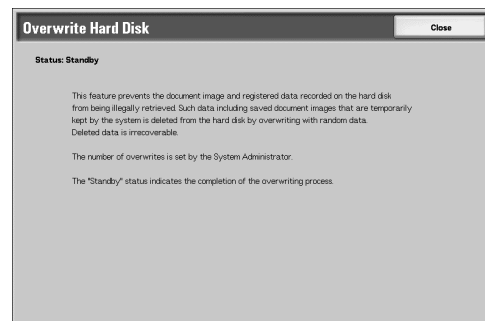 Overwrite Hard Disk
Close
Status: Standby
This feature prevents the document image and registered data recorded on the hard disk
from being illegally retrieved. Such data including saved document images that are temporarily
kept by the system is deleted from the hard disk by overwriting with random data.
Deleted data is irrecoverable.
The number of overwrites is set by the System Administrator.
The "Standby" status indicates the completion of the overwriting process.